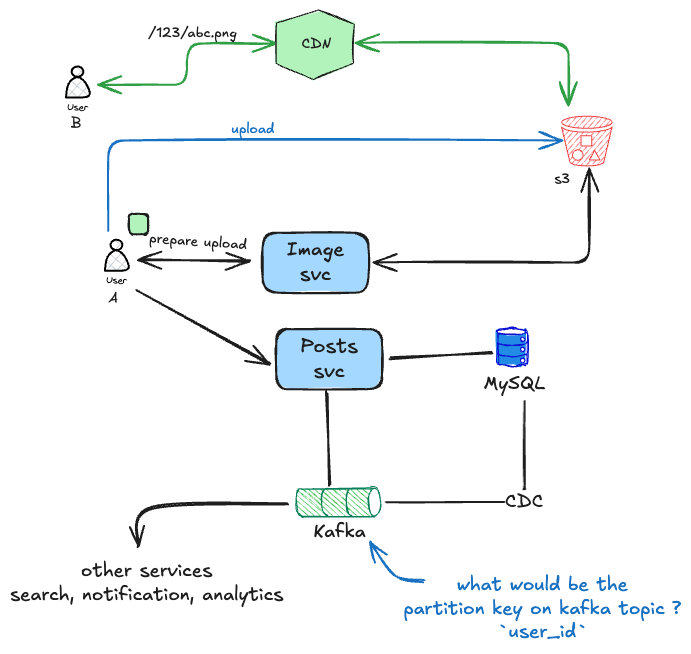 /123/abc.png
CDN
User
B
upload
s3
prepare upload
Image
svc
User
A
Posts
svc
MySQL
CDC
Kafka
other services
search, notification, analytics
what would be the
partition key on kafka topic ?
`user_id`